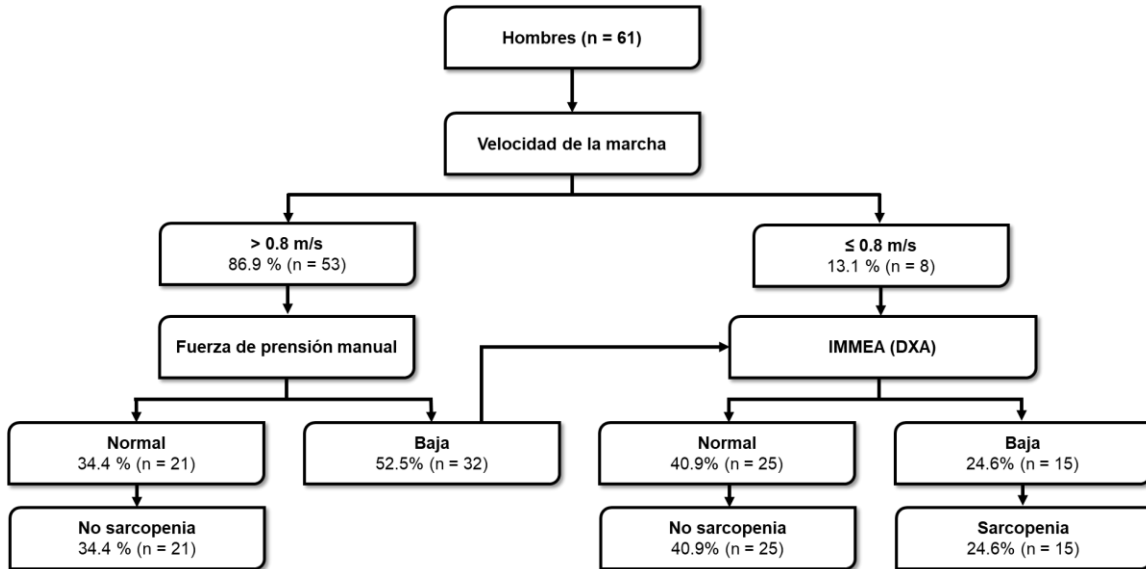 Hombres (n = 61)
Velocidad de la marcha
> 0.8 m/s
86.9 % (n = 53)
≤ 0.8 m/s
13.1 % (n = 8)
Fuerza de prensión manual
IMMEA (DXA)
Normal
34.4 % (n = 21)
Baja
52.5% (n = 32)
Normal
40.9% (n = 25)
Baja
24.6% (n = 15)
No sarcopenia
34.4 % (n = 21)
No sarcopenia
40.9% (n = 25)
Sarcopenia
24.6% (n = 15)